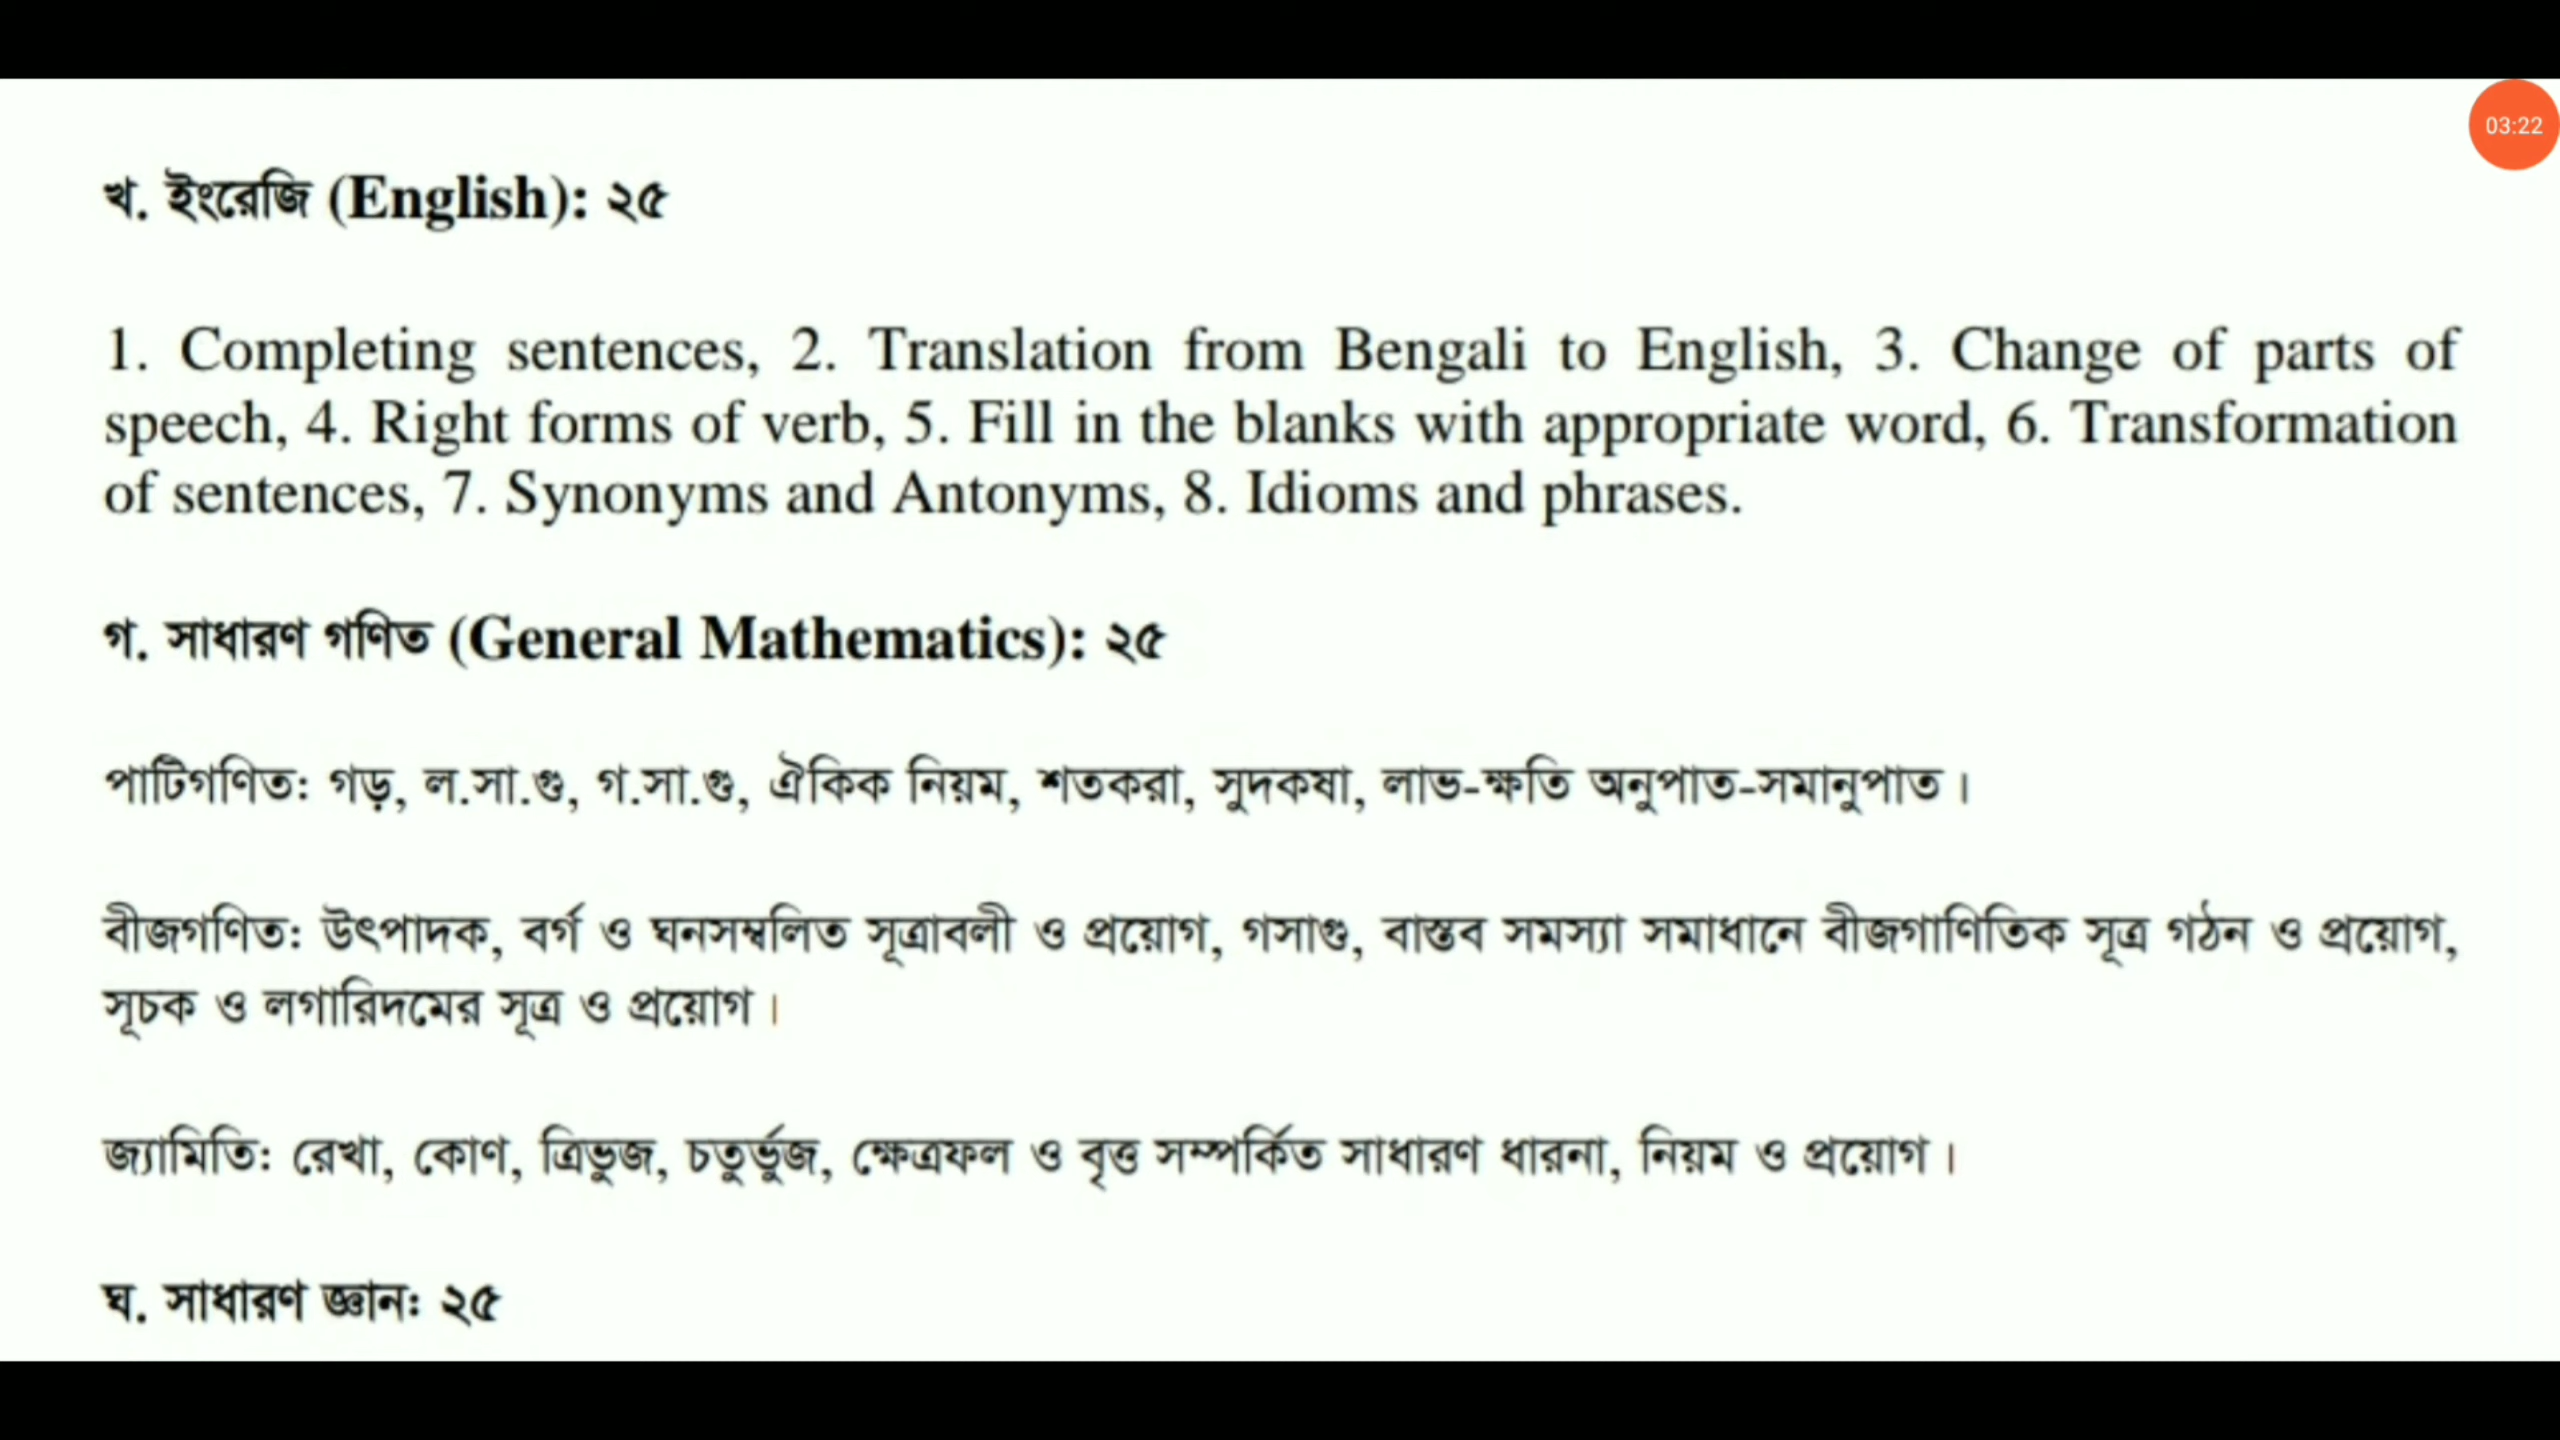 03:22
খ. ইংরেজি (English): ২৫
1. Completing sentences, 2. Translation from Bengali to English, 3. Change of parts of
speech, 4. Right forms of verb, 5. Fill in the blanks with appropriate word, 6. Transformation
of sentences, 7. Synonyms and Antonyms, 8. Idioms and phrases.
গ. সাধারণ গণিত (General Mathematics): ২৫
পাটিগণিত: গড়, ল.সা.গু, গ.সা.গু, ঐকিক নিয়ম, শতকরা, সুদকষা, লাভ-ক্ষতি অনুপাত-সমানুপাত।
বীজগণিত: উৎপাদক, বর্গ ও ঘনসম্বলিত সূত্রাবলী ও প্রয়োগ, গসাগু, বাস্তব সমস্যা সমাধানে বীজগাণিতিক সূত্র গঠন ও প্রয়োগ,
সূচক ও লগারিদমের সূত্র ও প্রয়োগ।
জ্যামিতি: রেখা, কোণ, ত্রিভুজ, চতুর্ভুজ, ক্ষেত্রফল ও বৃত্ত সম্পর্কিত সাধারণ ধারনা, নিয়ম ও প্রয়োগ।
ঘ. সাধারণ জ্ঞান: ২৫